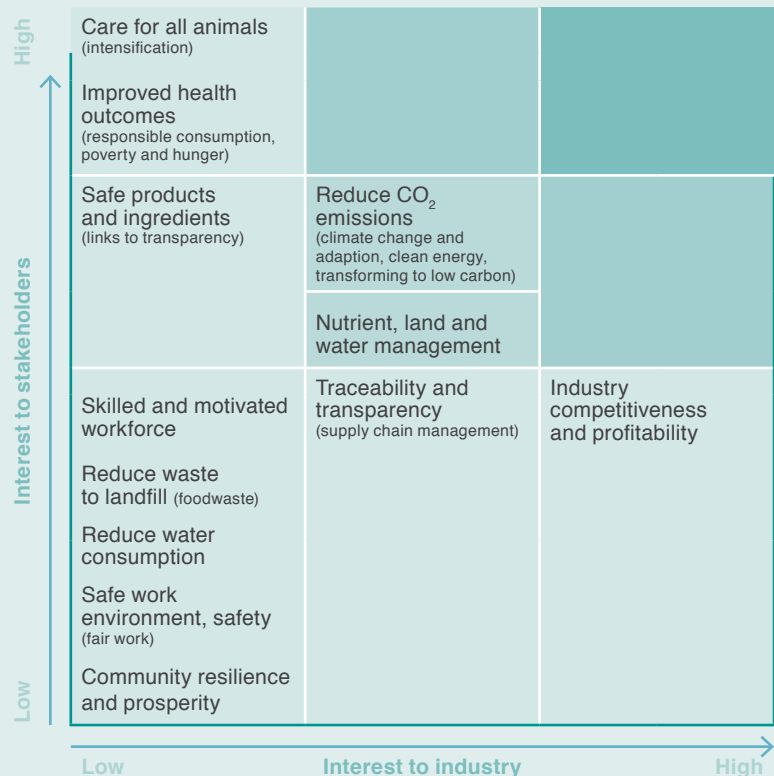 High
Care for all animals
(intensification)
Improved health
outcomes
(responsible consumption,
poverty and hunger)
Safe products
and ingredients
(links to transparency)
Reduce CO₂
emissions
(climate change and
adaption, clean energy,
transforming to low carbon)
Nutrient, land and
water management
Interest to stakeholders
Skilled and motivated
workforce
Reduce waste
to landfill (foodwaste)
Reduce water
consumption
Safe work
environment, safety
(fair work)
Community resilience
and prosperity
Traceability and
transparency
(supply chain management)
Industry
competitiveness
and profitability
Low
Low
Interest to industry
High